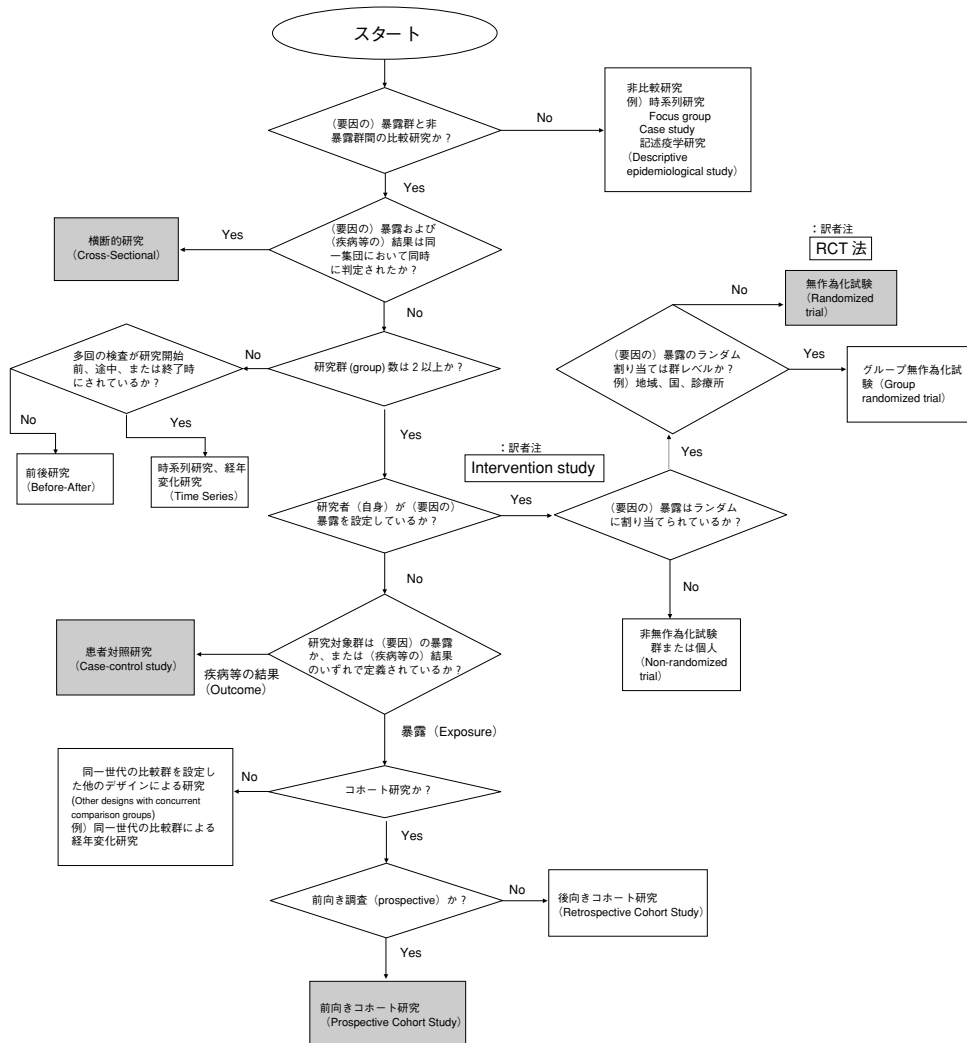 スタート
(要因の）暴露群と非
暴露群間の比較研究か？
No
非比較研究
例）時系列研究
Focus group
Case study
記述疫学研究
（Descriptive
epidemiological study）
Yes
（要因の）暴露および
（疾病等の）結果は同
一集団において同時
に判定されたか？
Yes
横断的研究
（Cross-Sectional）
：訳者注
RCT 法
No
無作為化試験
（Randomized
trial）
No
研究群 (group) 数は 2 以上か？
No
多回の検査が研究開始
前、途中、または終了時
にされているか？
（要因の）暴露のランダム
割り当ては群レベルか？
例）地域、国、診療所
Yes
グループ無作為化試
験（Group
randomized trial）
No
Yes
前後研究
（Before-After）
時系列研究、経年
変化研究
（Time Series）
Yes
：訳者注
Intervention study
Yes
研究者（自身）が（要因の）
暴露を設定しているか？
Yes
（要因の）暴露はランダム
に割り当てられているか？
No
No
非無作為化試験
群または個人
（Non-randomized
trial）
研究対象群は（要因）の暴露
か、または（疾病等の）結果
のいずれで定義されているか？
患者対照研究
（Case-control study）
疾病等の結果
（Outcome）
暴露（Exposure）
コホート研究か？
No
同一世代の比較群を設定し
た他のデザインによる研究
(Other designs with concurrent
comparison groups)
例）同一世代の比較群による
経年変化研究
Yes
前向き調査（prospective）か？
No
後向きコホート研究
（Retrospective Cohort Study）
Yes
前向きコホート研究
（Prospective Cohort Study）